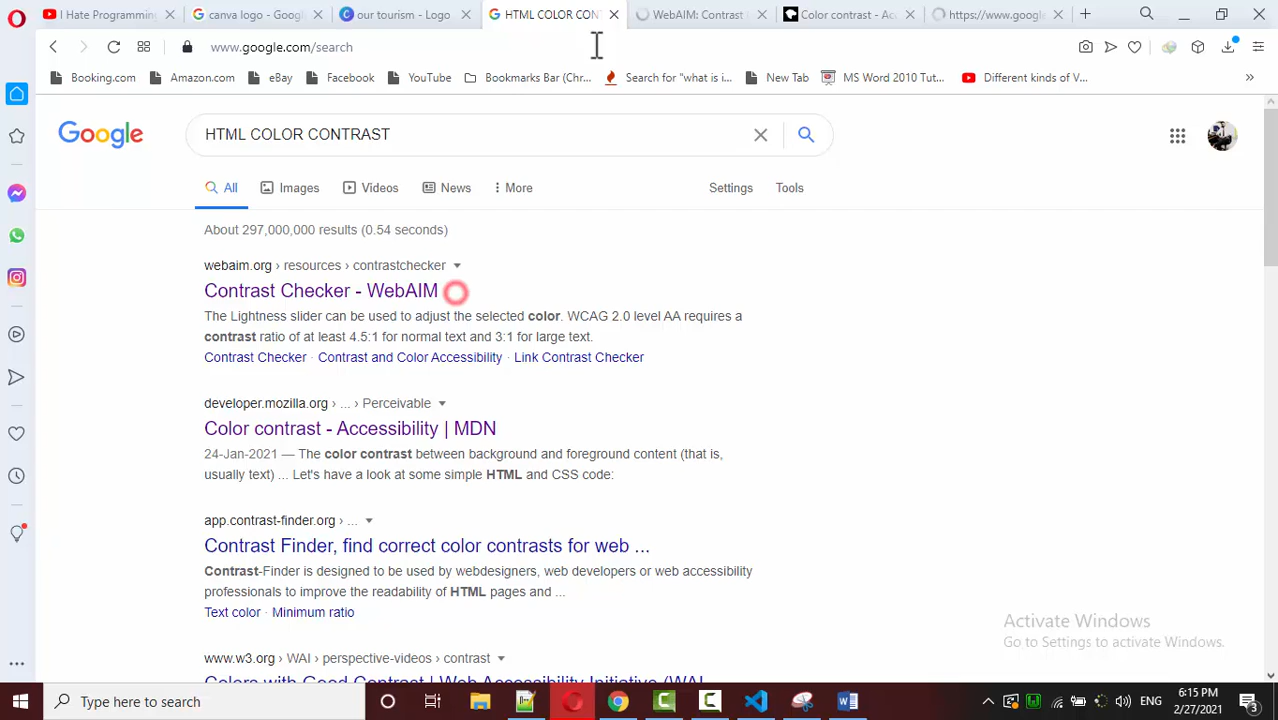 I Hate Programming
canva logo - Goog
our tourism - Logo
HTML COLOR CON
WebAIM: Contrast
Color contrast - Ac
https://www.goog
www.google.com/search
Booking.com
Amazon.com
eBay
Facebook
YouTube
Bookmarks Bar (Chr...
Search for "what is i...
New Tab
MS Word 2010 Tut...
Different kinds of V...
»
Google
HTML COLOR CONTRAST
All
Images
Videos
News
More
Settings
Tools
About 297,000,000 results (0.54 seconds)
webaim.org › resources › contrastchecker
Contrast Checker - WebAIM
The Lightness slider can be used to adjust the selected color. WCAG 2.0 level AA requires a
contrast ratio of at least 4.5:1 for normal text and 3:1 for large text.
Contrast Checker · Contrast and Color Accessibility · Link Contrast Checker
developer.mozilla.org › ... › Perceivable
Color contrast - Accessibility | MDN
24-Jan-2021 — The color contrast between background and foreground content (that is,
usually text) ... Let's have a look at some simple HTML and CSS code:
app.contrast-finder.org › ...
Contrast Finder, find correct color contrasts for web ...
Contrast-Finder is designed to be used by webdesigners, web developers or web accessibility
professionals to improve the readability of HTML pages and ...
Text color · Minimum ratio
www.w3.org › WAI › perspective-videos › contrast
Colors with Good Contrast | Web Accessibility Initiative (WAI
Activate Windows
Go to Settings to activate Windows.
Type here to search
ENG
6:15 PM
2/27/2021
3